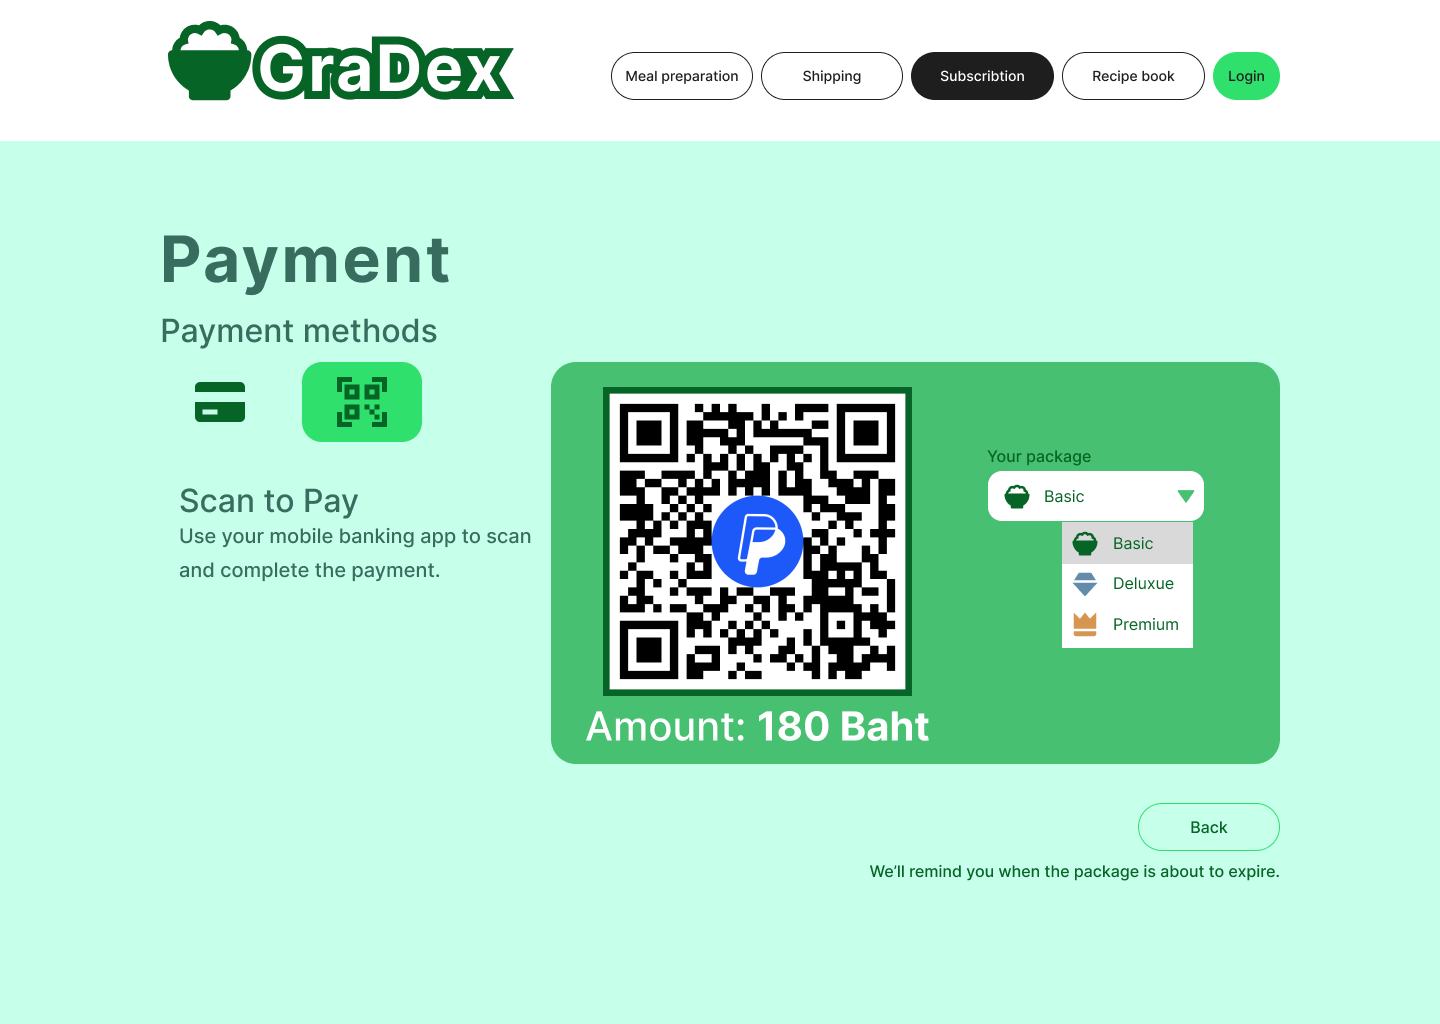 GraDex
Meal preparation
Shipping
Subscribtion
Recipe book
Login
Payment
Payment methods
Scan to Pay
Use your mobile banking app to scan
and complete the payment.
Your package
Basic
Basic
Deluxue
Premium
Amount: 180 Baht
Back
We'll remind you when the package is about to expire.